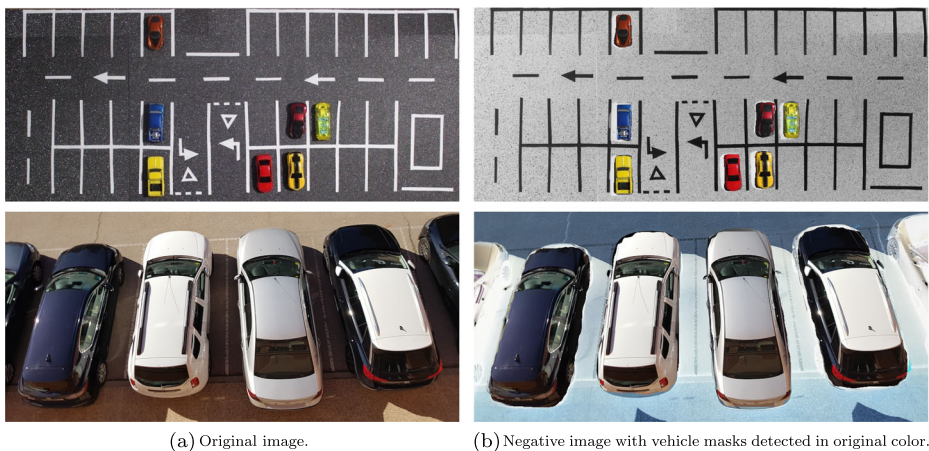 (a) Original image.
(b) Negative image with vehicle masks detected in original color.